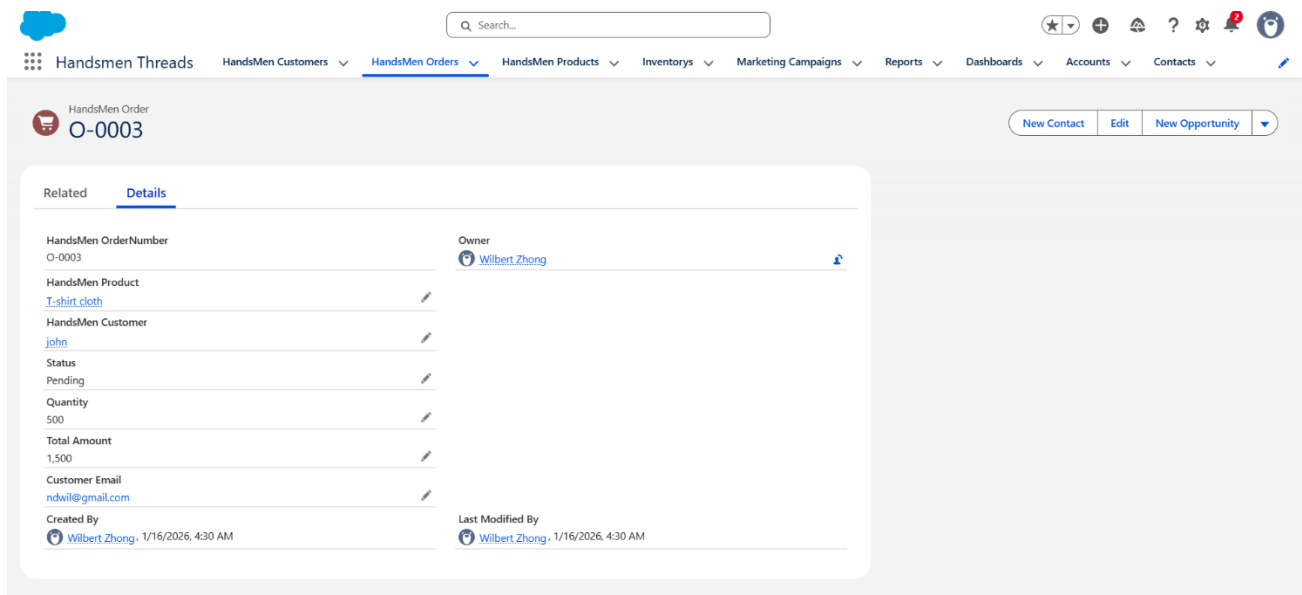 Search...
2
Handsmen Threads
HandsMen Customers
HandsMen Orders
HandsMen Products
Inventorys
Marketing Campaigns
Reports
Dashboards
Accounts
Contacts
HandsMen Order
O-0003
New Contact
Edit
New Opportunity
Related
Details
HandsMen OrderNumber
O-0003
Owner
Wilbert Zhong
HandsMen Product
T-shirt cloth
HandsMen Customer
john
Status
Pending
Quantity
500
Total Amount
1,500
Customer Email
ndwil@gmail.com
Created By
Wilbert Zhong, 1/16/2026, 4:30 AM
Last Modified By
Wilbert Zhong, 1/16/2026, 4:30 AM